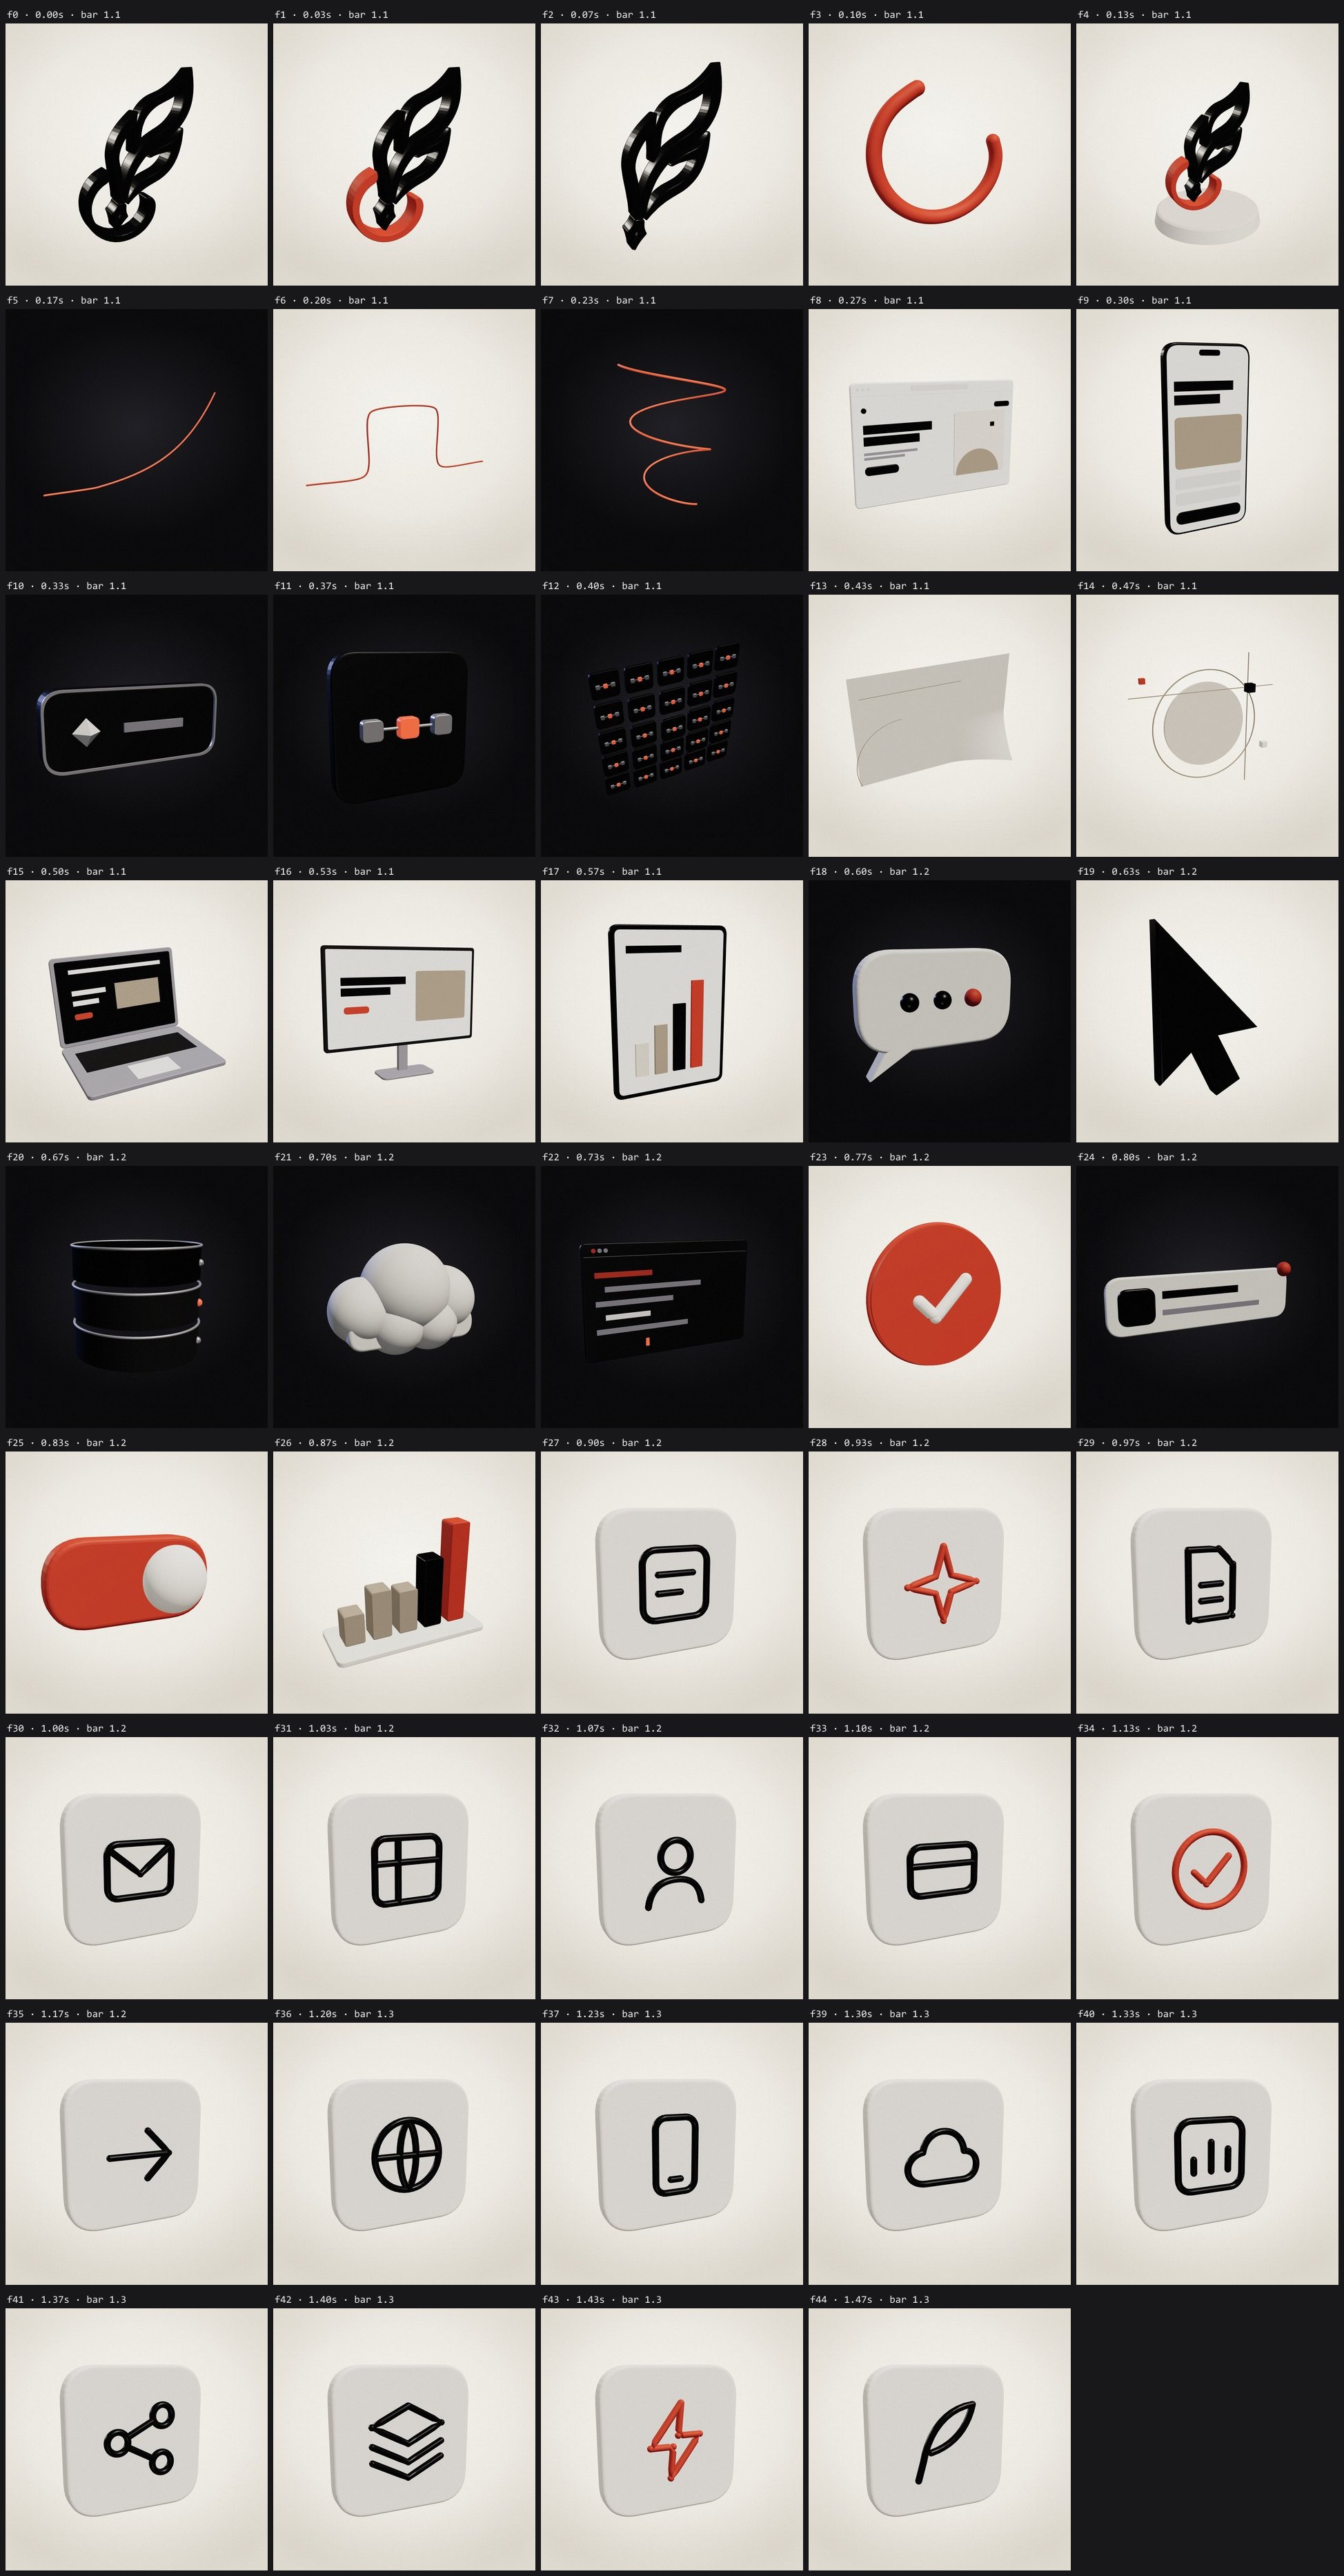 f0 · 0.00s · bar 1.1
f1 · 0.03s · bar 1.1
f2 · 0.07s · bar 1.1
f3 · 0.10s · bar 1.1
f4 · 0.13s · bar 1.1
f5 · 0.17s · bar 1.1
f6 · 0.20s · bar 1.1
f7 · 0.23s · bar 1.1
f8 · 0.27s · bar 1.1
f9 · 0.30s · bar 1.1
f10 · 0.33s · bar 1.1
f11 · 0.37s · bar 1.1
f12 · 0.40s · bar 1.1
f13 · 0.43s · bar 1.1
f14 · 0.47s · bar 1.1
f15 · 0.50s · bar 1.1
f16 · 0.53s · bar 1.1
f17 · 0.57s · bar 1.1
f18 · 0.60s · bar 1.2
f19 · 0.63s · bar 1.2
f20 · 0.67s · bar 1.2
f21 · 0.70s · bar 1.2
f22 · 0.73s · bar 1.2
f23 · 0.77s · bar 1.2
f24 · 0.80s · bar 1.2
f25 · 0.83s · bar 1.2
f26 · 0.87s · bar 1.2
f27 · 0.90s · bar 1.2
f28 · 0.93s · bar 1.2
f29 · 0.97s · bar 1.2
f30 · 1.00s · bar 1.2
f31 · 1.03s · bar 1.2
f32 · 1.07s · bar 1.2
f33 · 1.10s · bar 1.2
f34 · 1.13s · bar 1.2
f35 · 1.17s · bar 1.2
f36 · 1.20s · bar 1.3
f37 · 1.23s · bar 1.3
f39 · 1.30s · bar 1.3
f40 · 1.33s · bar 1.3
f41 · 1.37s · bar 1.3
f42 · 1.40s · bar 1.3
f43 · 1.43s · bar 1.3
f44 · 1.47s · bar 1.3